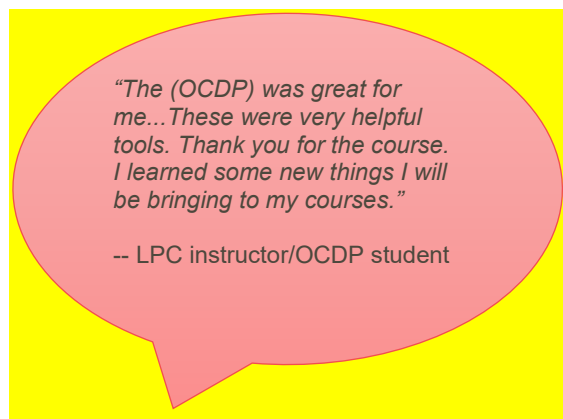 “The (OCDP) was great for
me...These were very helpful
tools. Thank you for the course.
I learned some new things I will
be bringing to my courses.”
-- LPC instructor/OCDP student